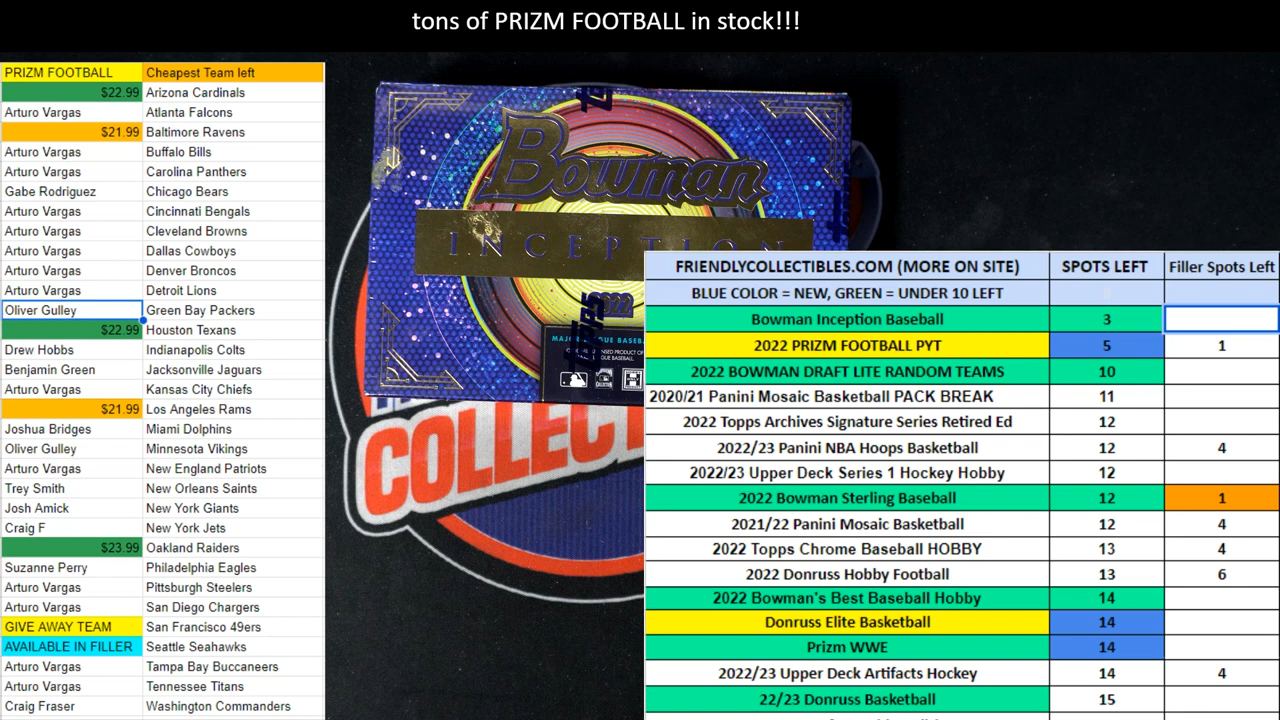 tons of PRIZM FOOTBALL in stock!!!
PRIZM FOOTBALL Cheapest Team left
$22.99 Arizona Cardinals
Arturo Vargas Atlanta Falcons
$21.99 Baltimore Ravens
Arturo Vargas Buffalo Bills
Arturo Vargas Carolina Panthers
Gabe Rodriguez Chicago Bears
Arturo Vargas Cincinnati Bengals
Arturo Vargas Cleveland Browns
Arturo Vargas Dallas Cowboys
Arturo Vargas Denver Broncos
Arturo Vargas Detroit Lions
Oliver Gulley Green Bay Packers
$22.99 Houston Texans
Drew Hobbs Indianapolis Colts
Benjamin Green Jacksonville Jaguars
Arturo Vargas Kansas City Chiefs
$21.99 Los Angeles Rams
Joshua Bridges Miami Dolphins
Oliver Gulley Minnesota Vikings
Arturo Vargas New England Patriots
Trey Smith New Orleans Saints
Josh Amick New York Giants
Craig F New York Jets
$23.99 Oakland Raiders
Suzanne Perry Philadelphia Eagles
Arturo Vargas Pittsburgh Steelers
Arturo Vargas San Diego Chargers
GIVE AWAY TEAM San Francisco 49ers
AVAILABLE IN FILLER Seattle Seahawks
Arturo Vargas Tampa Bay Buccaneers
Arturo Vargas Tennessee Titans
Craig Fraser Washington Commanders
Bowman
INCEPTION
2022
COLLEC
FRIENDLYCOLLECTIBLES.COM (MORE ON SITE) SPOTS LEFT Filler Spots Left
BLUE COLOR = NEW, GREEN = UNDER 10 LEFT
Bowman Inception Baseball 3
2022 PRIZM FOOTBALL PYT 5 1
2022 BOWMAN DRAFT LITE RANDOM TEAMS 10
2020/21 Panini Mosaic Basketball PACK BREAK 11
2022 Topps Archives Signature Series Retired Ed 12
2022/23 Panini NBA Hoops Basketball 12 4
2022/23 Upper Deck Series 1 Hockey Hobby 12
2022 Bowman Sterling Baseball 12 1
2021/22 Panini Mosaic Basketball 12 4
2022 Topps Chrome Baseball HOBBY 13 4
2022 Donruss Hobby Football 13 6
2022 Bowman's Best Baseball Hobby 14
Donruss Elite Basketball 14
Prizm WWE 14
2022/23 Upper Deck Artifacts Hockey 14 4
22/23 Donruss Basketball 15